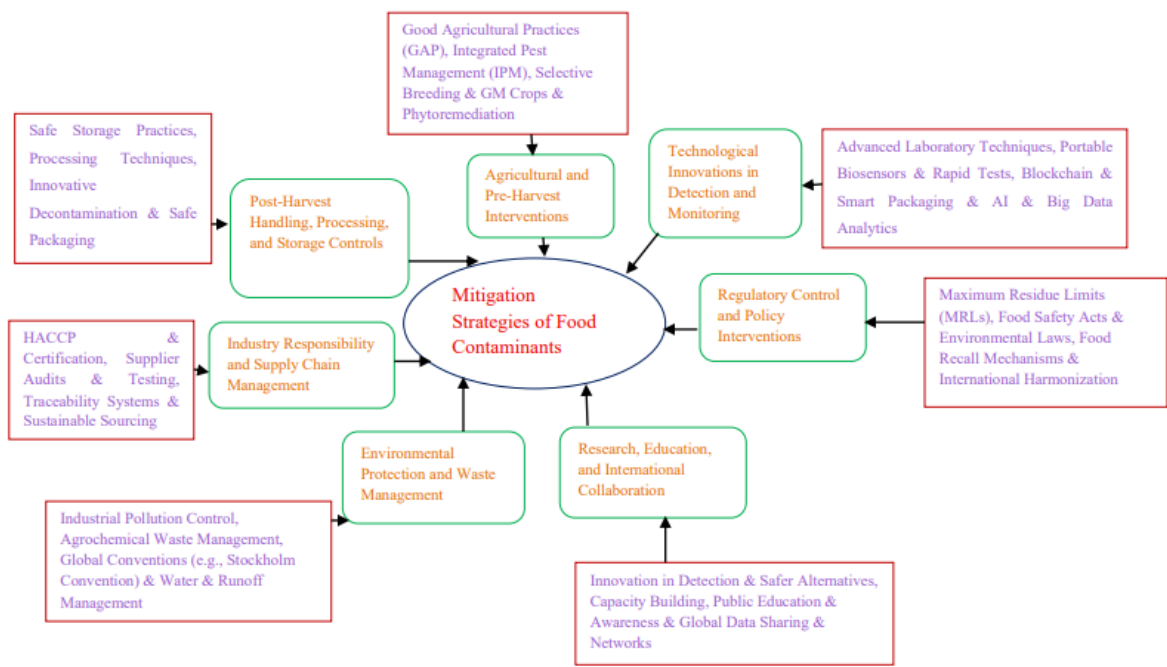 Good Agricultural Practices
(GAP), Integrated Pest
Management (IPM), Selective
Breeding & GM Crops &
Phytoremediation
Safe Storage Practices,
Processing Techniques,
Innovative
Decontamination & Safe
Packaging
Post-Harvest
Handling, Processing,
and Storage Controls
Agricultural and
Pre-Harvest
Interventions
Technological
Innovations in
Detection and
Monitoring
Advanced Laboratory Techniques, Portable
Biosensors & Rapid Tests, Blockchain &
Smart Packaging & AI & Big Data
Analytics
Mitigation
Strategies of Food
Contaminants
Regulatory Control
and Policy
Interventions
Maximum Residue Limits
(MRLs), Food Safety Acts &
Environmental Laws, Food
Recall Mechanisms &
International Harmonization
HACCP &
Certification, Supplier
Audits & Testing,
Traceability Systems &
Sustainable Sourcing
Industry Responsibility
and Supply Chain
Management
Environmental
Protection and Waste
Management
Research, Education,
and International
Collaboration
Industrial Pollution Control,
Agrochemical Waste Management,
Global Conventions (e.g., Stockholm
Convention) & Water & Runoff
Management
Innovation in Detection & Safer Alternatives,
Capacity Building, Public Education &
Awareness & Global Data Sharing &
Networks